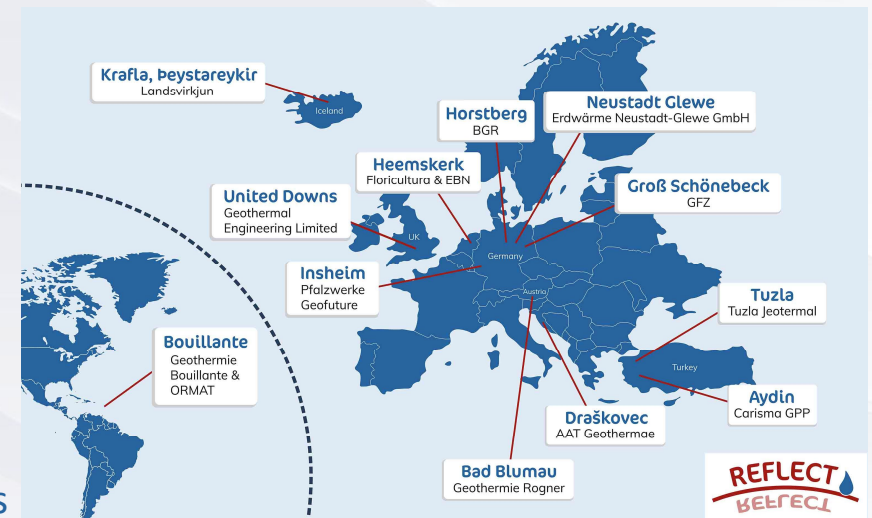 Krafla, Þeystareykir
Landsvirkjun
Iceland
Horstberg
BGR
Neustadt Glewe
Erdwärme Neustadt-Glewe GmbH
Heemskerk
Floricultura & EBN
United Downs
Geothermal
Engineering Limited
UK
Groß Schönebeck
GFZ
Germany
Insheim
Pfalzwerke
Geofuture
Austria
Tuzla
Tuzla Jeotermal
Bouillante
Geothermie
Bouillante &
ORMAT
Turkey
Aydin
Carisma GPP
Draškovec
AAT Geothermae
Bad Blumau
Geothermie Rogner
REFLECT
REFLECT
s